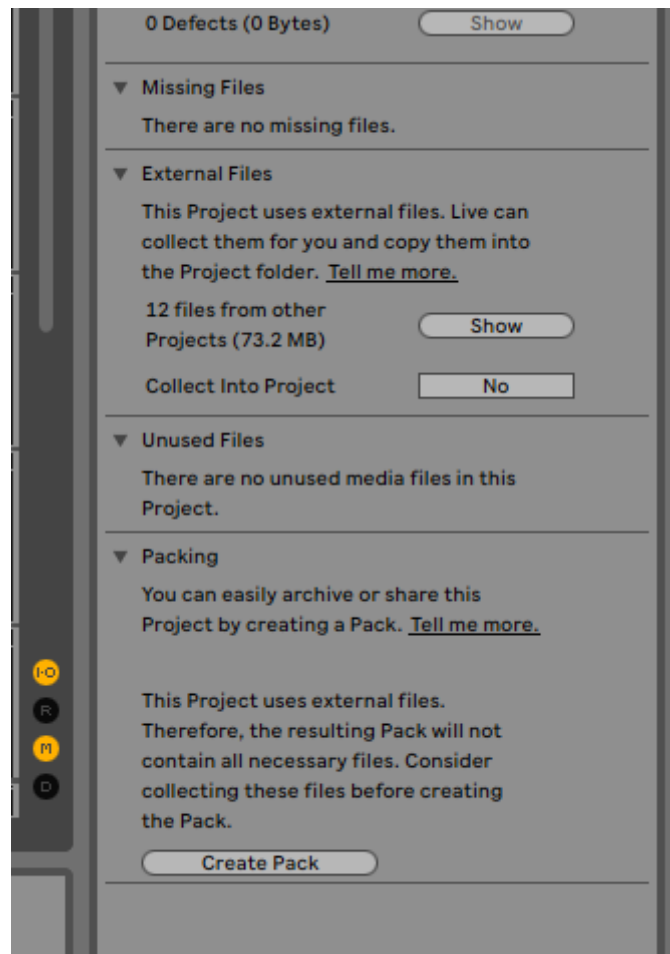 0 Defects (0 Bytes) Show
Missing Files
There are no missing files.
External Files
This Project uses external files. Live can
collect them for you and copy them into
the Project folder. Tell me more.
12 files from other
Projects (73.2 MB) Show
Collect Into Project No
Unused Files
There are no unused media files in this
Project.
Packing
You can easily archive or share this
Project by creating a Pack. Tell me more.
I·O
R
This Project uses external files.
Therefore, the resulting Pack will not
M
contain all necessary files. Consider
D
collecting these files before creating
the Pack.
Create Pack